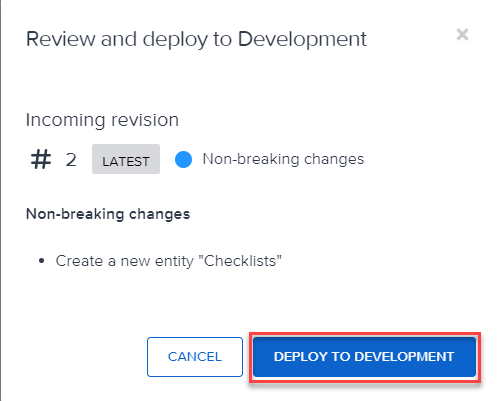 Review and deploy to Development
×
Incoming revision
# 2 LATEST Non-breaking changes
Non-breaking changes
• Create a new entity "Checklists"
CANCEL DEPLOY TO DEVELOPMENT